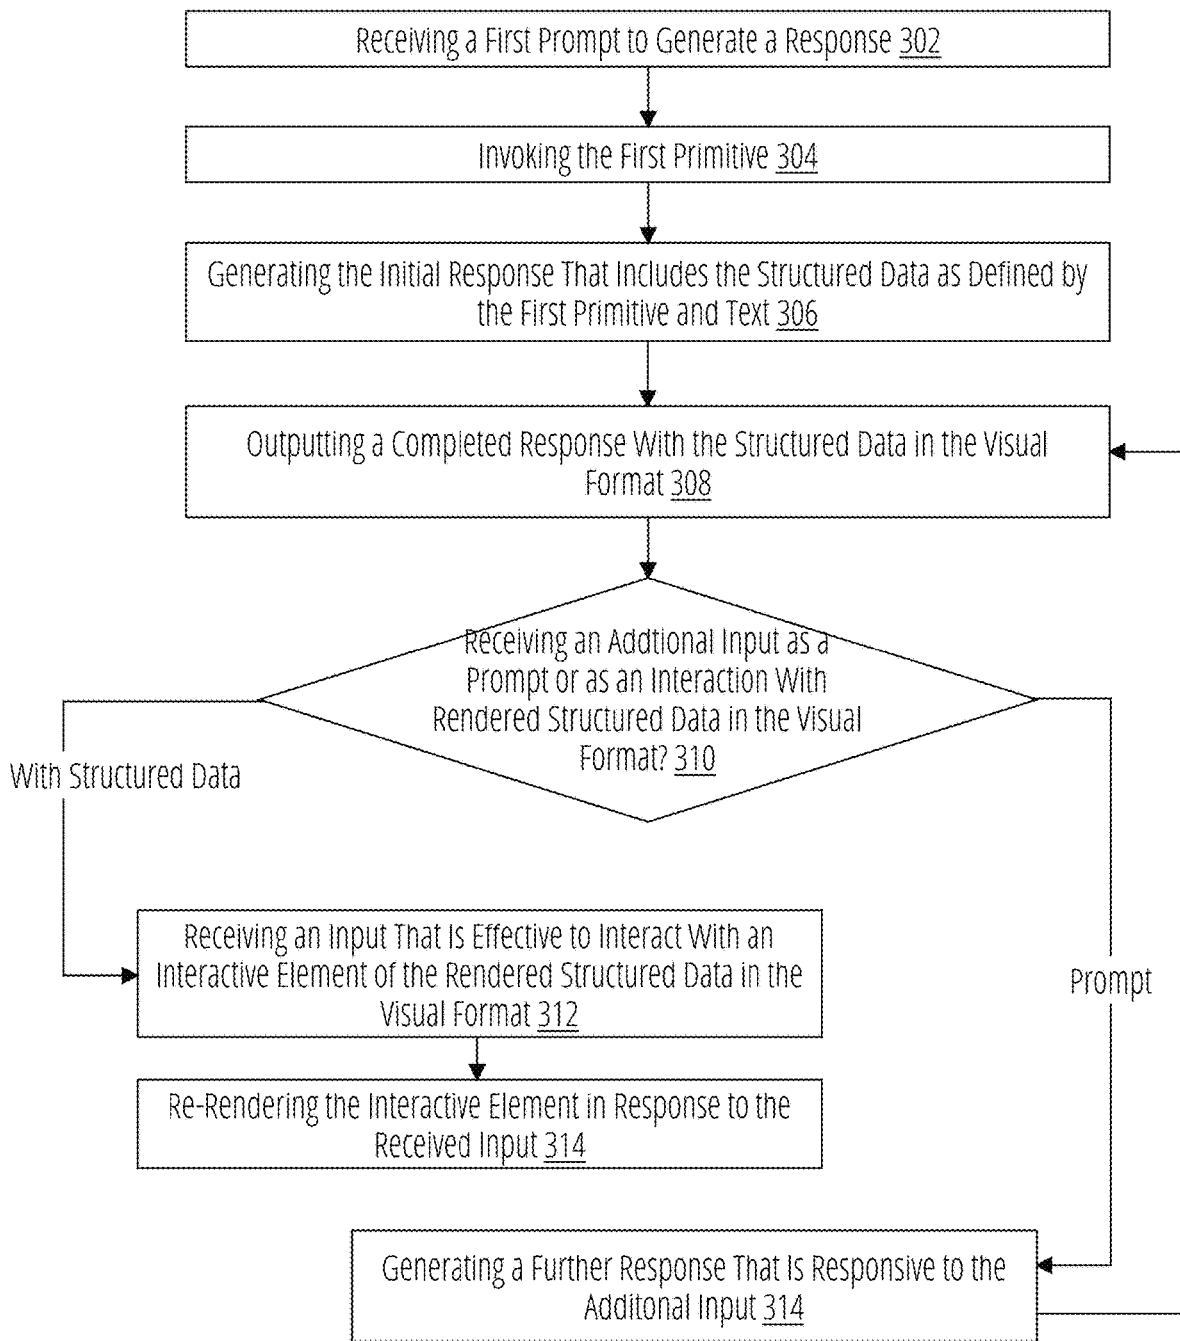 Receiving a First Prompt to Generate a Response 302
Invoking the First Primitive 304
Generating the Initial Response That Includes the Structured Data as Defined by
the First Primitive and Text 306
Outputting a Completed Response With the Structured Data in the Visual
Format 308
Receiving an Addtional Input as a
Prompt or as an Interaction With
Rendered Structured Data in the Visual
Format? 310
With Structured Data
Receiving an Input That Is Effective to Interact With an
Interactive Element of the Rendered Structured Data in the
Visual Format 312
Prompt
Re-Rendering the Interactive Element in Response to the
Received Input 314
Generating a Further Response That Is Responsive to the
Additonal Input 314